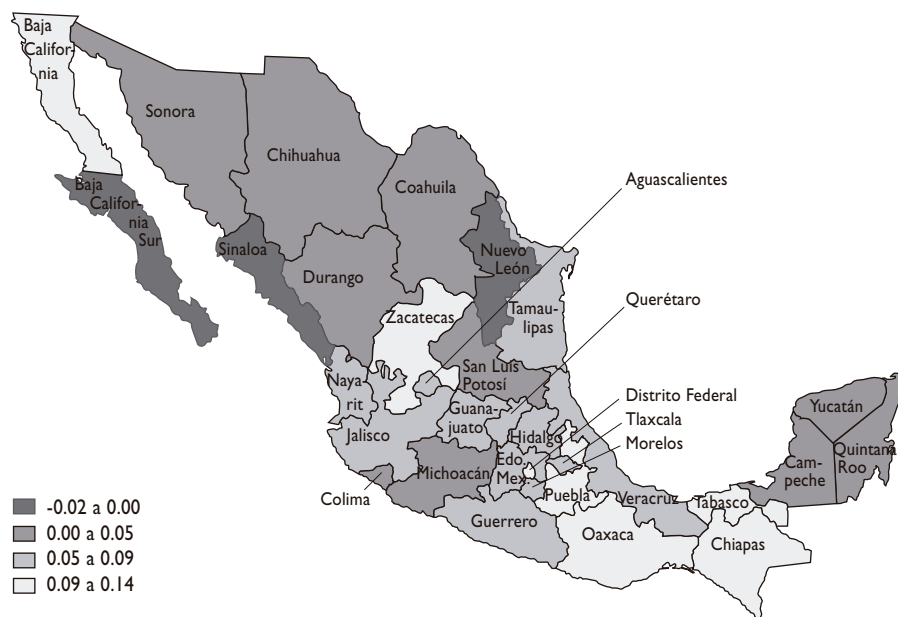 Baja
Califor-
nia
Sonora
Chihuahua
Coahuila
Aguascalientes
Baja
Califor-
nia
Sur
Sinaloa
Nuevo
León
Durango
Querétaro
Zacatecas
Tamau-
lipas
San Luis
Potosí
Naya
rit
Distrito Federal
Guana-
juato
Yucatán
Tlaxcala
Jalisco
Hidalgo
Morelos
Quintana
Roo
Edo.
Mex.
Cam-
peche
Michoacán
Colima
Puebla
Veracruz
Tabasco
Guerrero
Oaxaca
Chiapas
-0.02 a 0.00
0.00 a 0.05
0.05 a 0.09
0.09 a 0.14